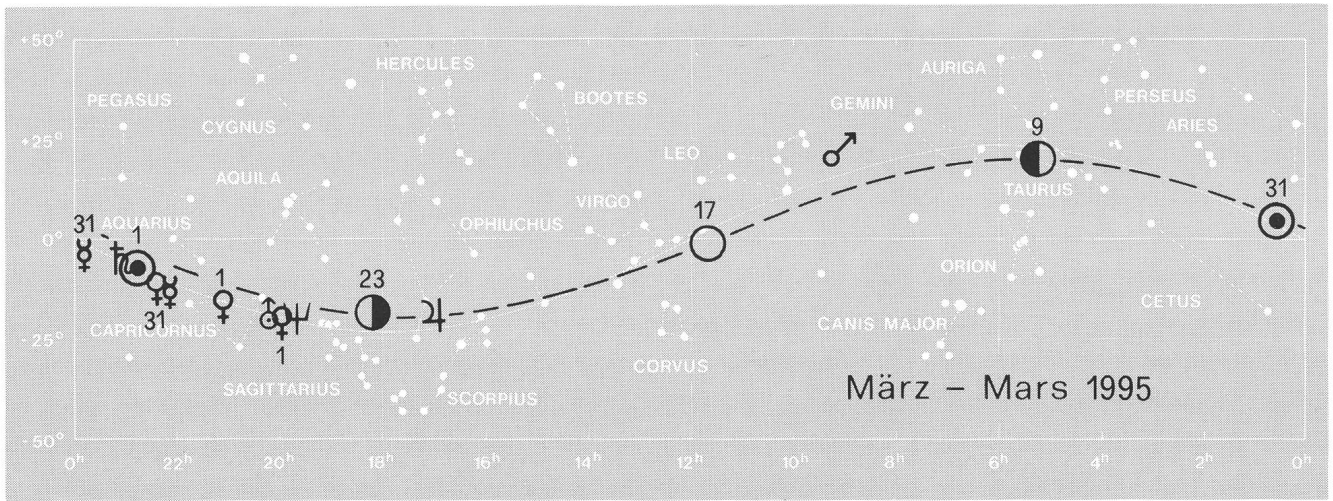 +50°
HERCULES
AURIGA
PEGASUS
BOOTES
GEMINI
PERSEUS
CYGNUS
9
ARIES
+25°
LEO
AQUILA
TAURUS
31
VIRGO
17
31
1
AQUARIUS
OPHIUCHUS
0°
23
1
ORION
31
CAPRICORNUS
CETUS
CANIS MAJOR
-25°
1
CORVUS
SAGITTARIUS
SCORPIUS
März – Mars 1995
-50°
0h 22h 20h 18h 16h 14h 12h 10h 8h 6h 4h 2h 0h